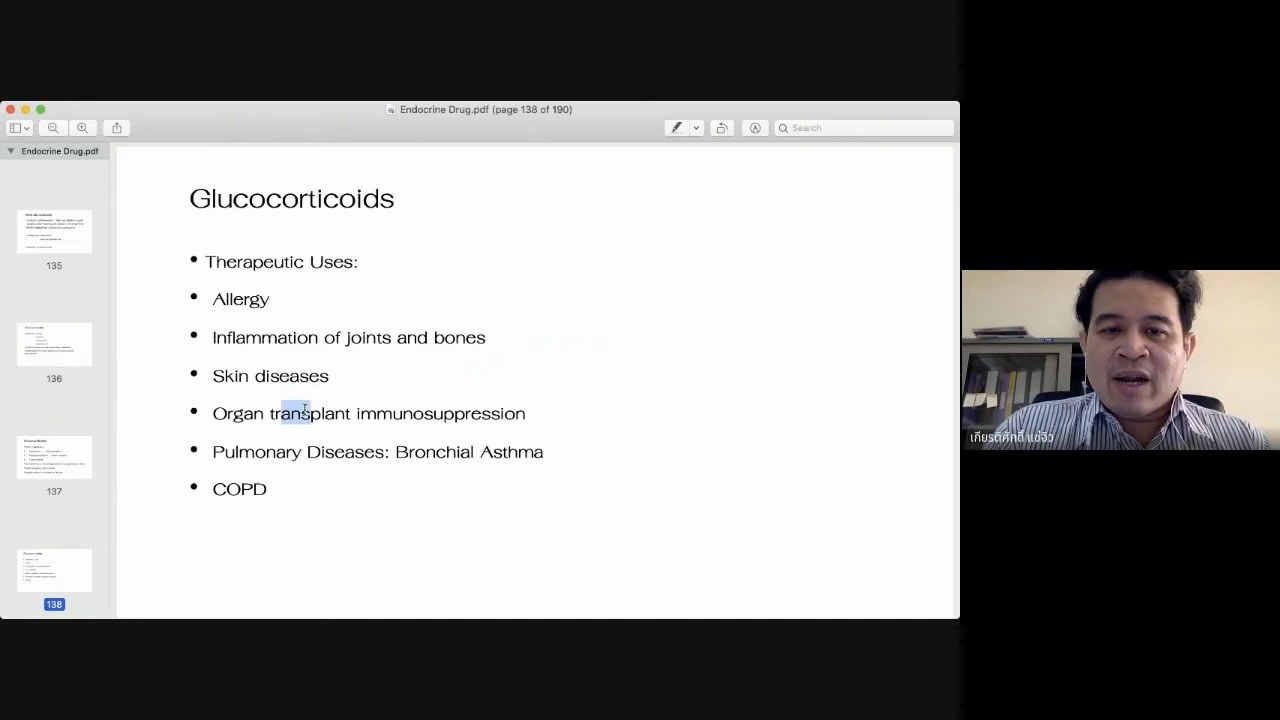 Endocrine Drug.pdf (page 138 of 190)
Search
Endocrine Drug.pdf
135
136
137
138
Glucocorticoids
• Therapeutic Uses:
• Allergy
• Inflammation of joints and bones
• Skin diseases
• Organ transplant immunosuppression
• Pulmonary Diseases: Bronchial Asthma
• COPD
เกียรติศักดิ์ แซ่อิว